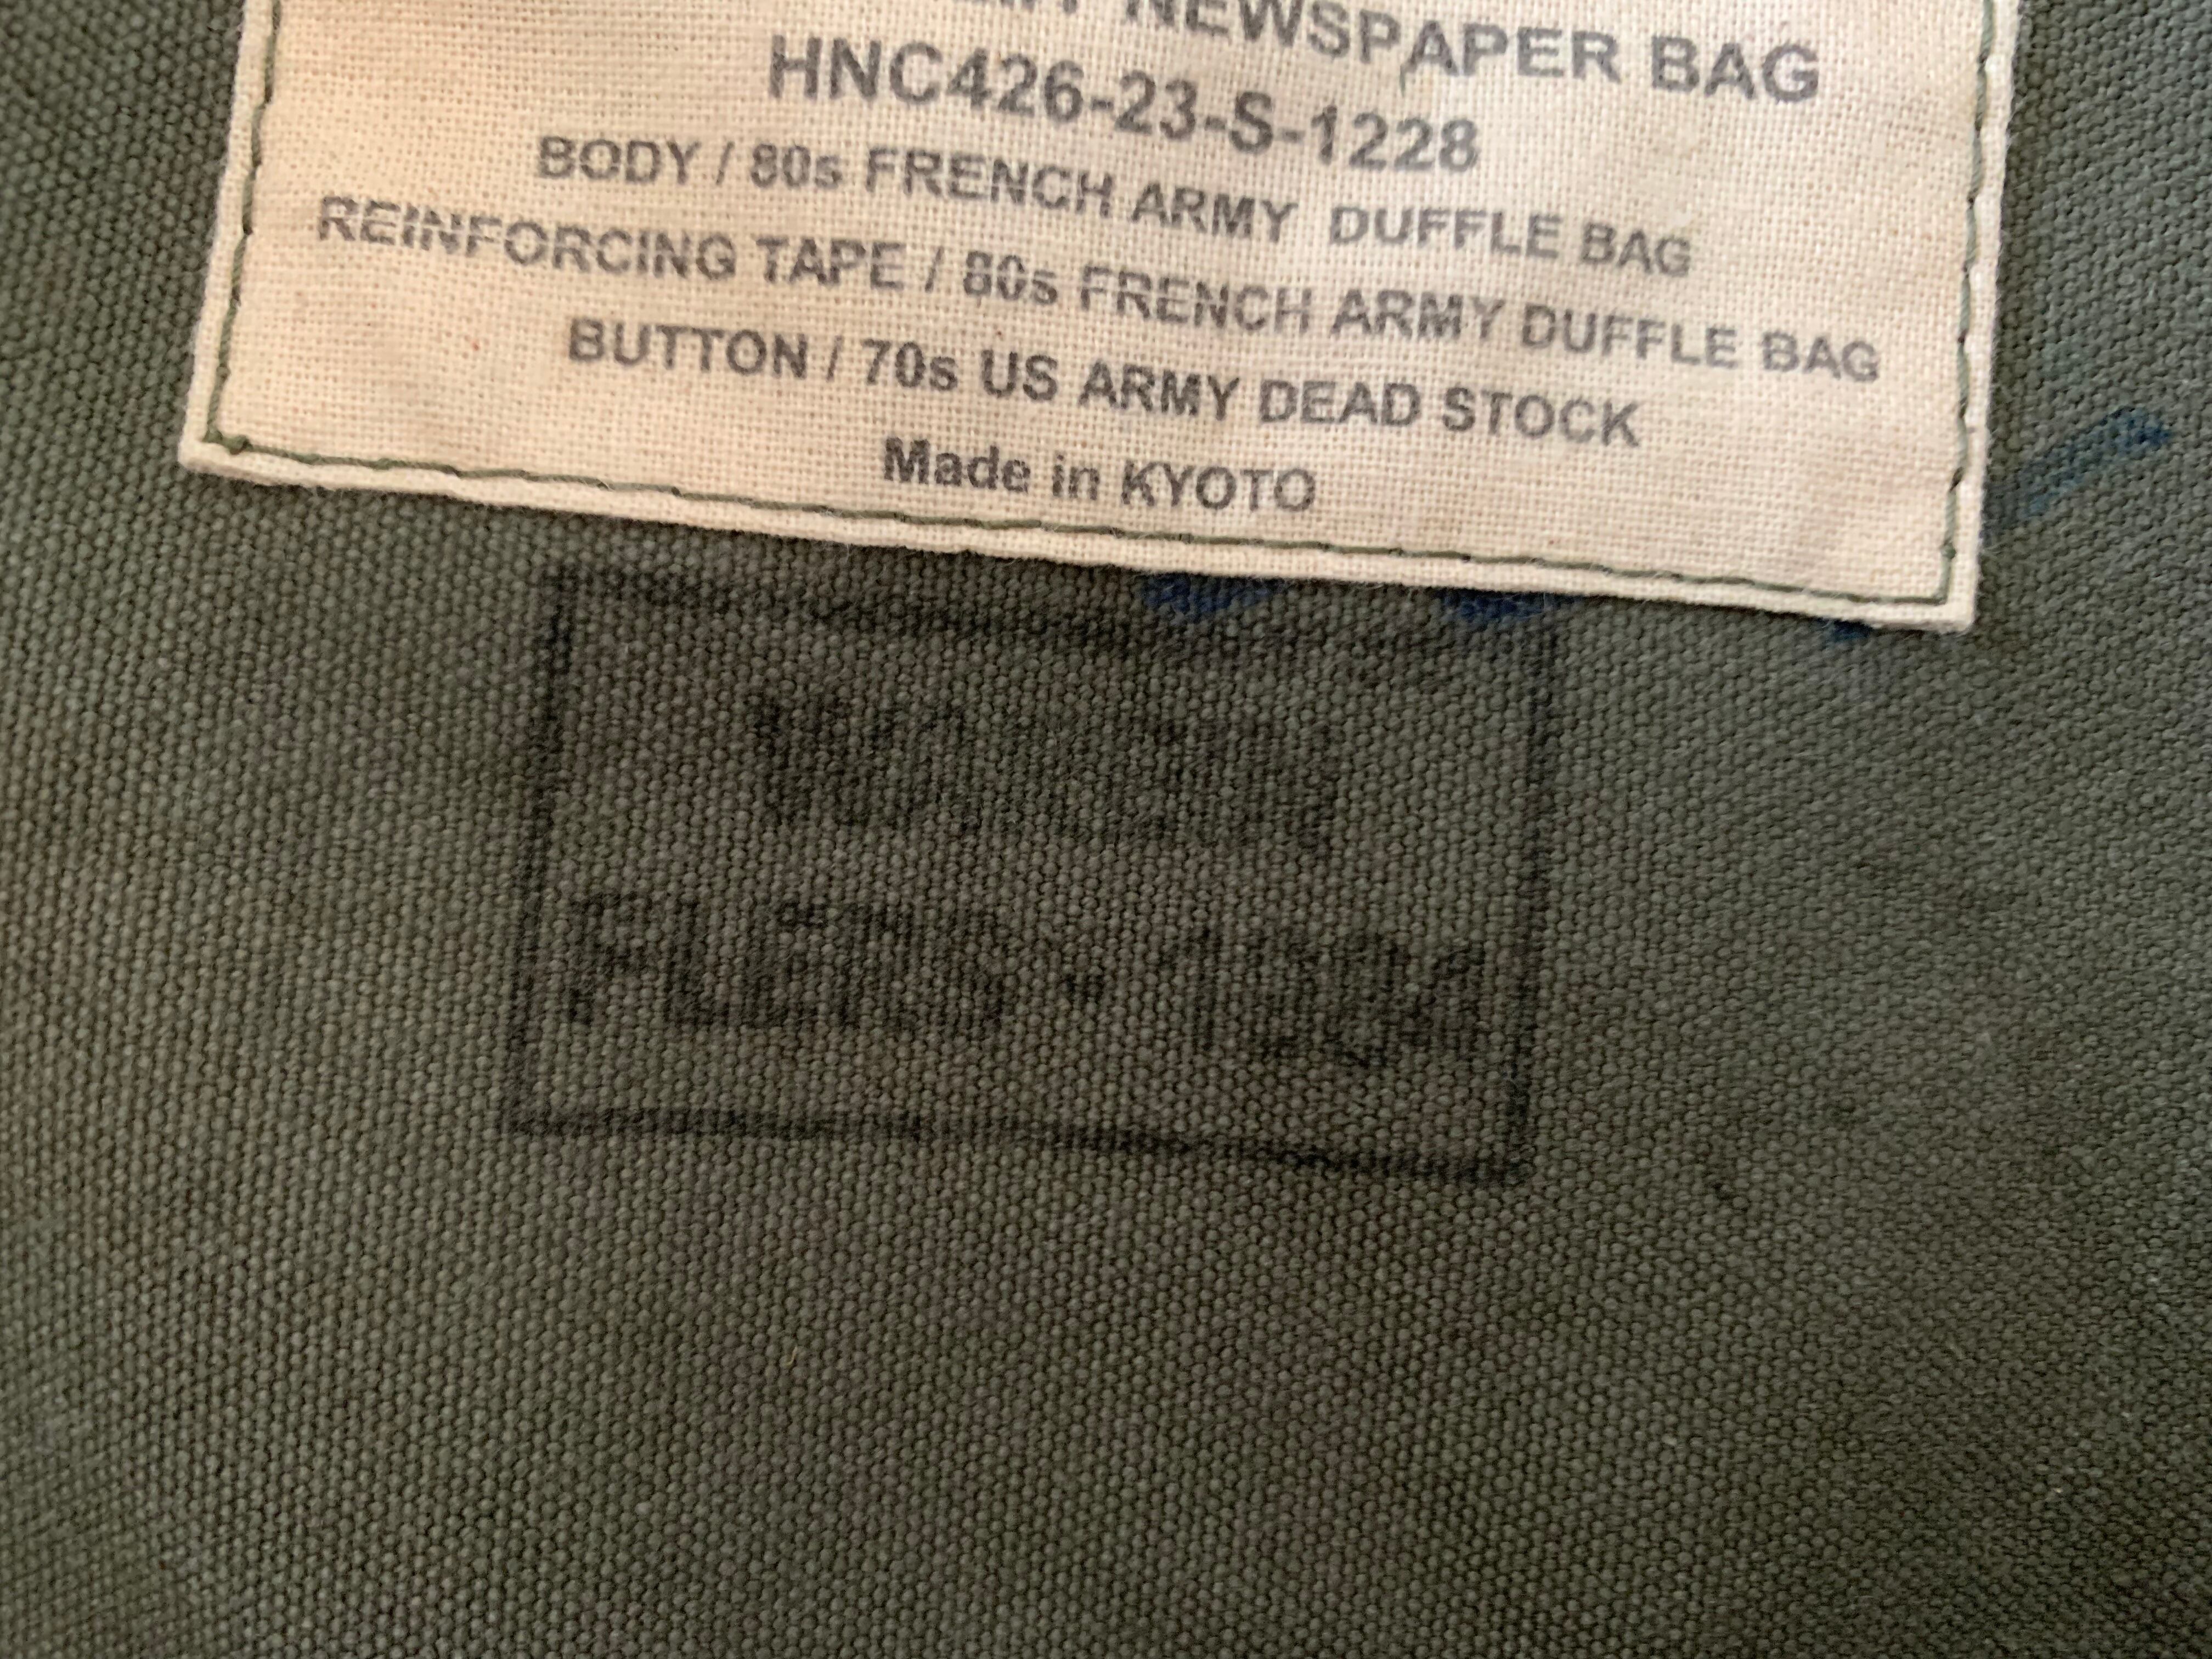 NEWSPAPER BAG
HNC426-23-S-1228
BODY / 80s FRENCH ARMY DUFFLE BAG
REINFORCING TAPE / 80s FRENCH ARMY DUFFLE BAG
BUTTON / 70s US ARMY DEAD STOCK
Made in KYOTO
FLERS -